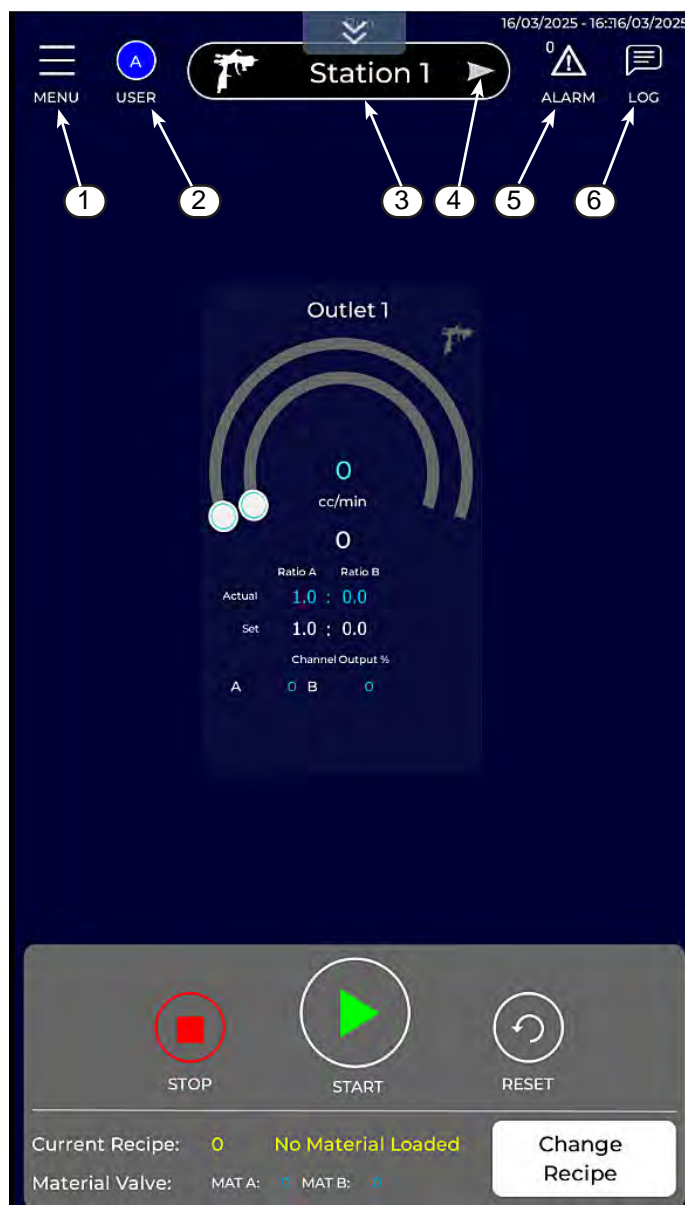 16/03/2025 - 16:16/03/2025
A
Station 1
0
MENU
USER
ALARM
LOG
1
2
3
4
5
6
Outlet 1
0
cc/min
0
Ratio A Ratio B
Actual 1.0 : 0.0
Set 1.0 : 0.0
Channel Output %
A 0 B 0
STOP
START
RESET
Current Recipe: 0 No Material Loaded
Change
Recipe
Material Valve: MAT A: 0 MAT B: 0